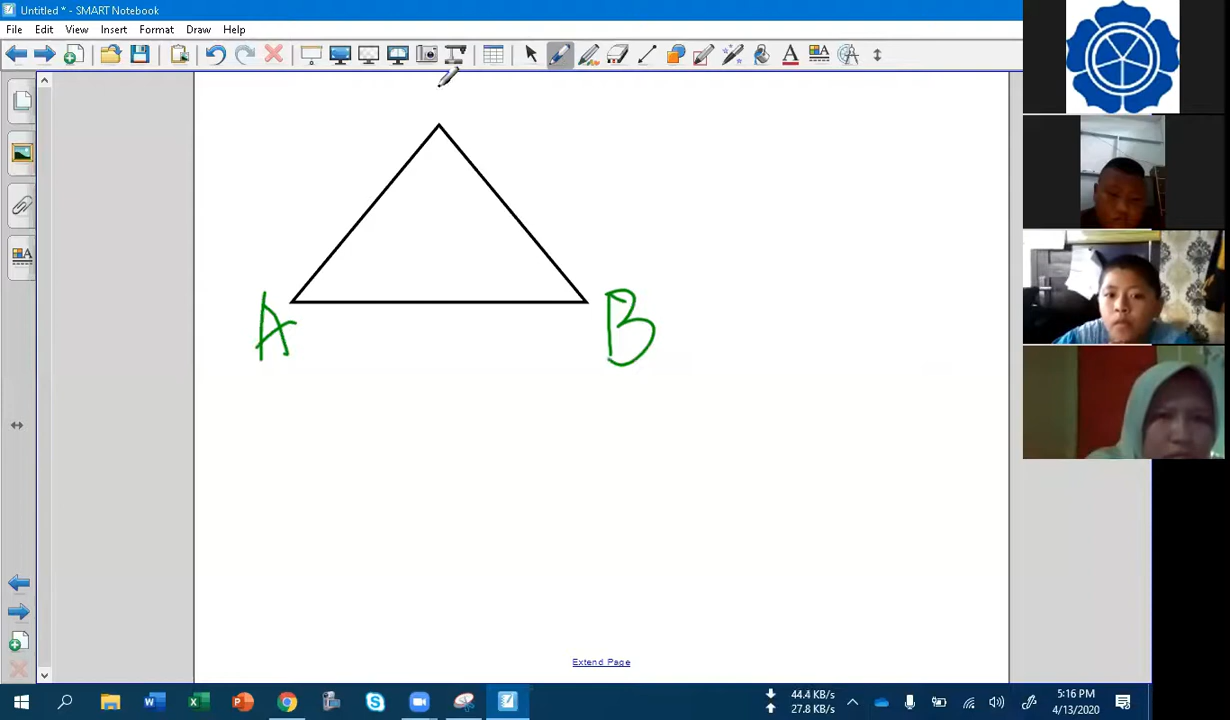 Untitled * - SMART Notebook
File Edit View Insert Format Draw Help
A B
Extend Page
44.4 KB/s
27.8 KB/s
5:16 PM
4/13/2020